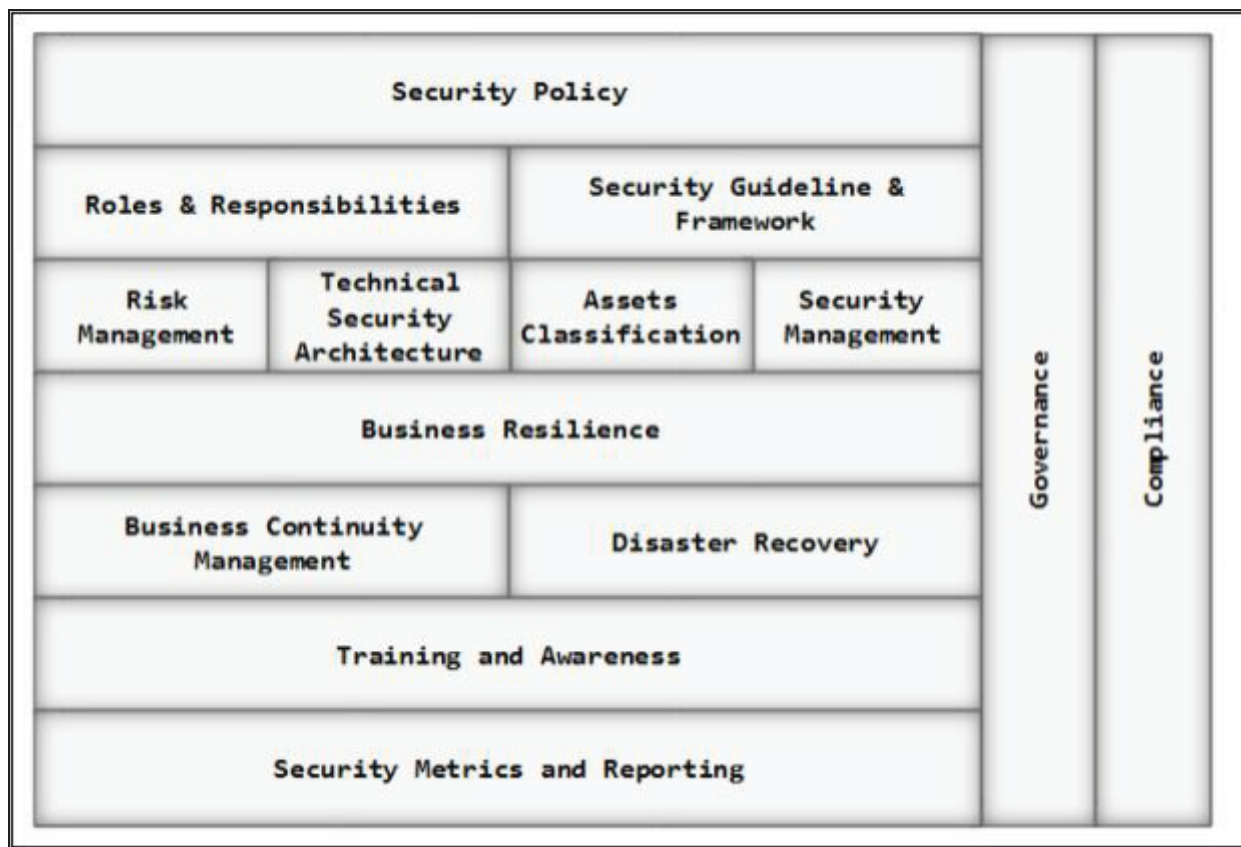 Security Policy
Roles & Responsibilities
Security Guideline &
Framework
Risk
Management
Technical
Security
Architecture
Assets
Classification
Security
Management
Business Resilience
Business Continuity
Management
Disaster Recovery
Training and Awareness
Security Metrics and Reporting
Governance
Compliance